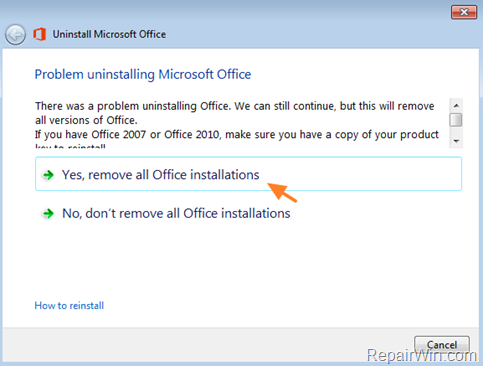 Uninstall Microsoft Office
Problem uninstalling Microsoft Office
There was a problem uninstalling Office. We can still continue, but this will remove
all versions of Office.
If you have Office 2007 or Office 2010, make sure you have a copy of your product
key to reinstall
Yes, remove all Office installations
No, don't remove all Office installations
How to reinstall
Cancel
RepairWin.com